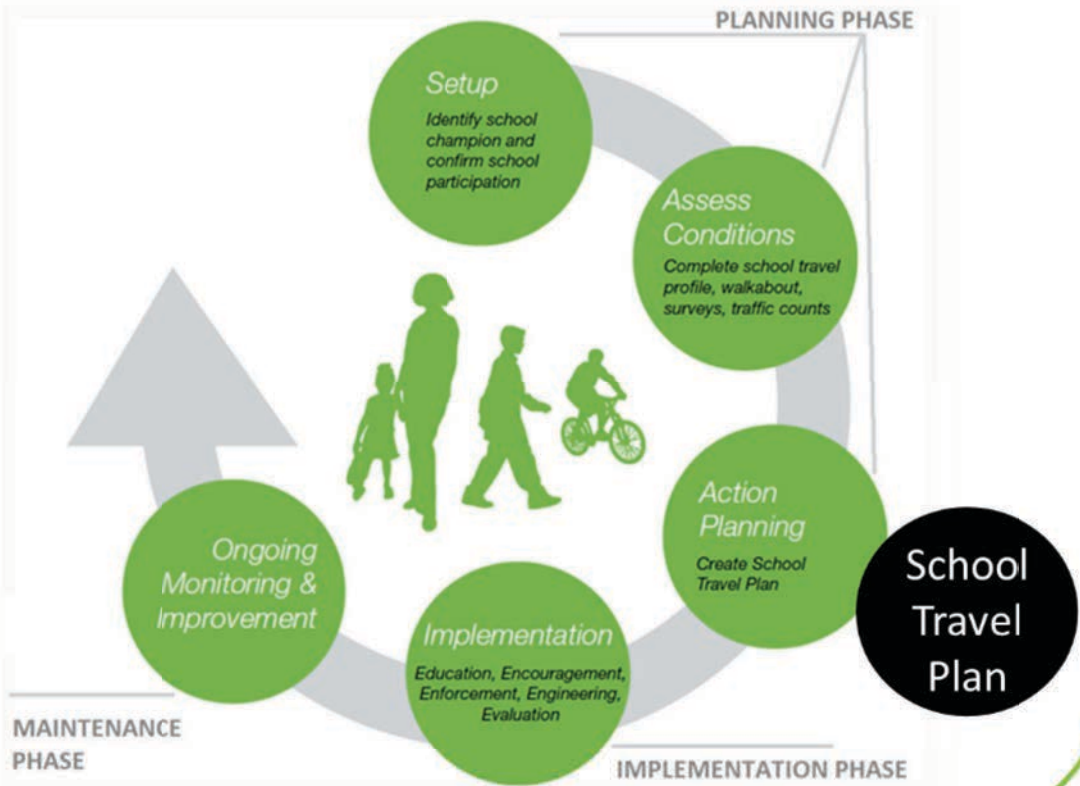 PLANNING PHASE
Setup
Identify school
champion and
confirm school
participation
Assess
Conditions
Complete school travel
profile, walkabout,
surveys, traffic counts
Action
Planning
Create School
Travel Plan
School
Travel
Plan
Implementation
Education, Encouragement,
Enforcement, Engineering,
Evaluation
IMPLEMENTATION PHASE
Ongoing
Monitoring &
Improvement
MAINTENANCE
PHASE